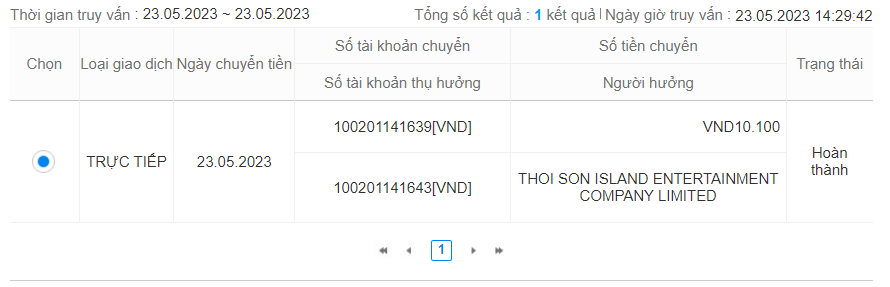 Thời gian truy vấn : 23.05.2023 ~ 23.05.2023 Tổng số kết quả : 1 kết quả | Ngày giờ truy vấn : 23.05.2023 14:29:42
Chọn Loại giao dịch Ngày chuyển tiền Số tài khoản chuyển Số tiền chuyển Trạng thái
Số tài khoản thụ hưởng Người hưởng
TRỰC TIẾP 23.05.2023 100201141639[VND] VND10.100 Hoàn thành
100201141643[VND] THOI SON ISLAND ENTERTAINMENT
COMPANY LIMITED
1